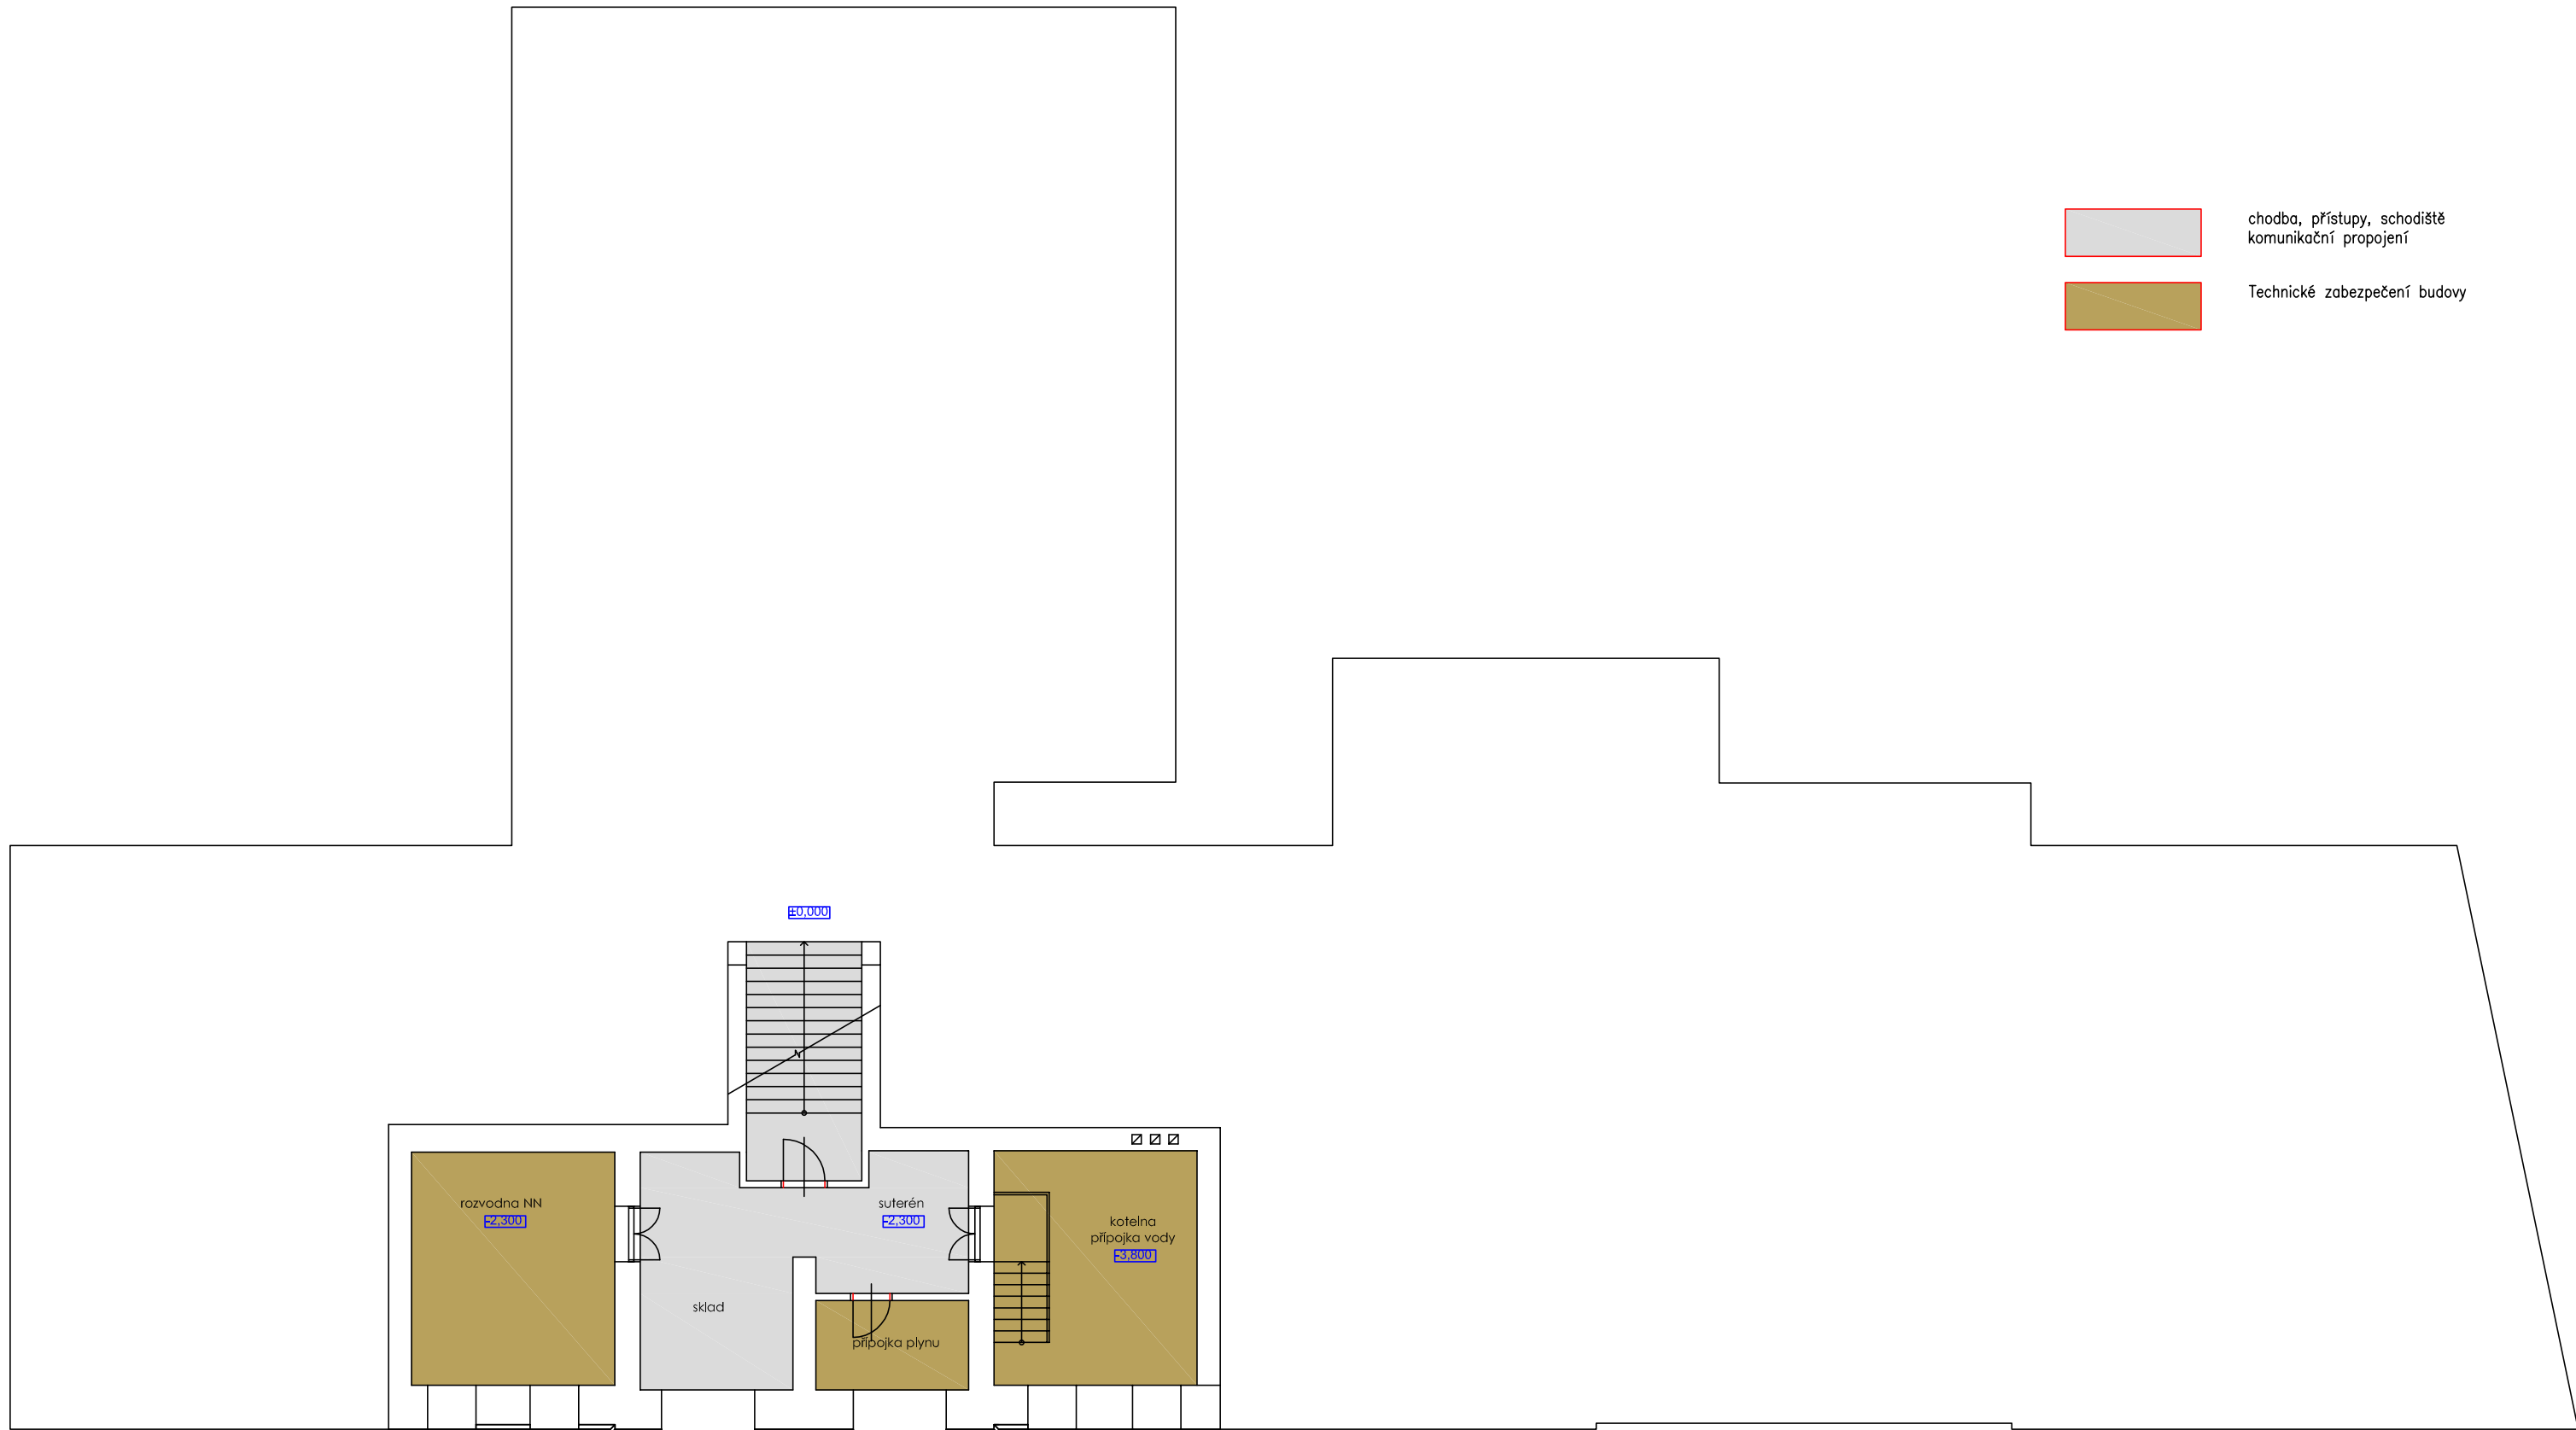 chodba, přístupy, schodiště
komunikační propojení
Technické zabezpečení budovy
±0,000
rozvodna NN
-2,300
suterén
-2,300
kotelna
přípojka vody
-3,800
sklad
přípojka plynu